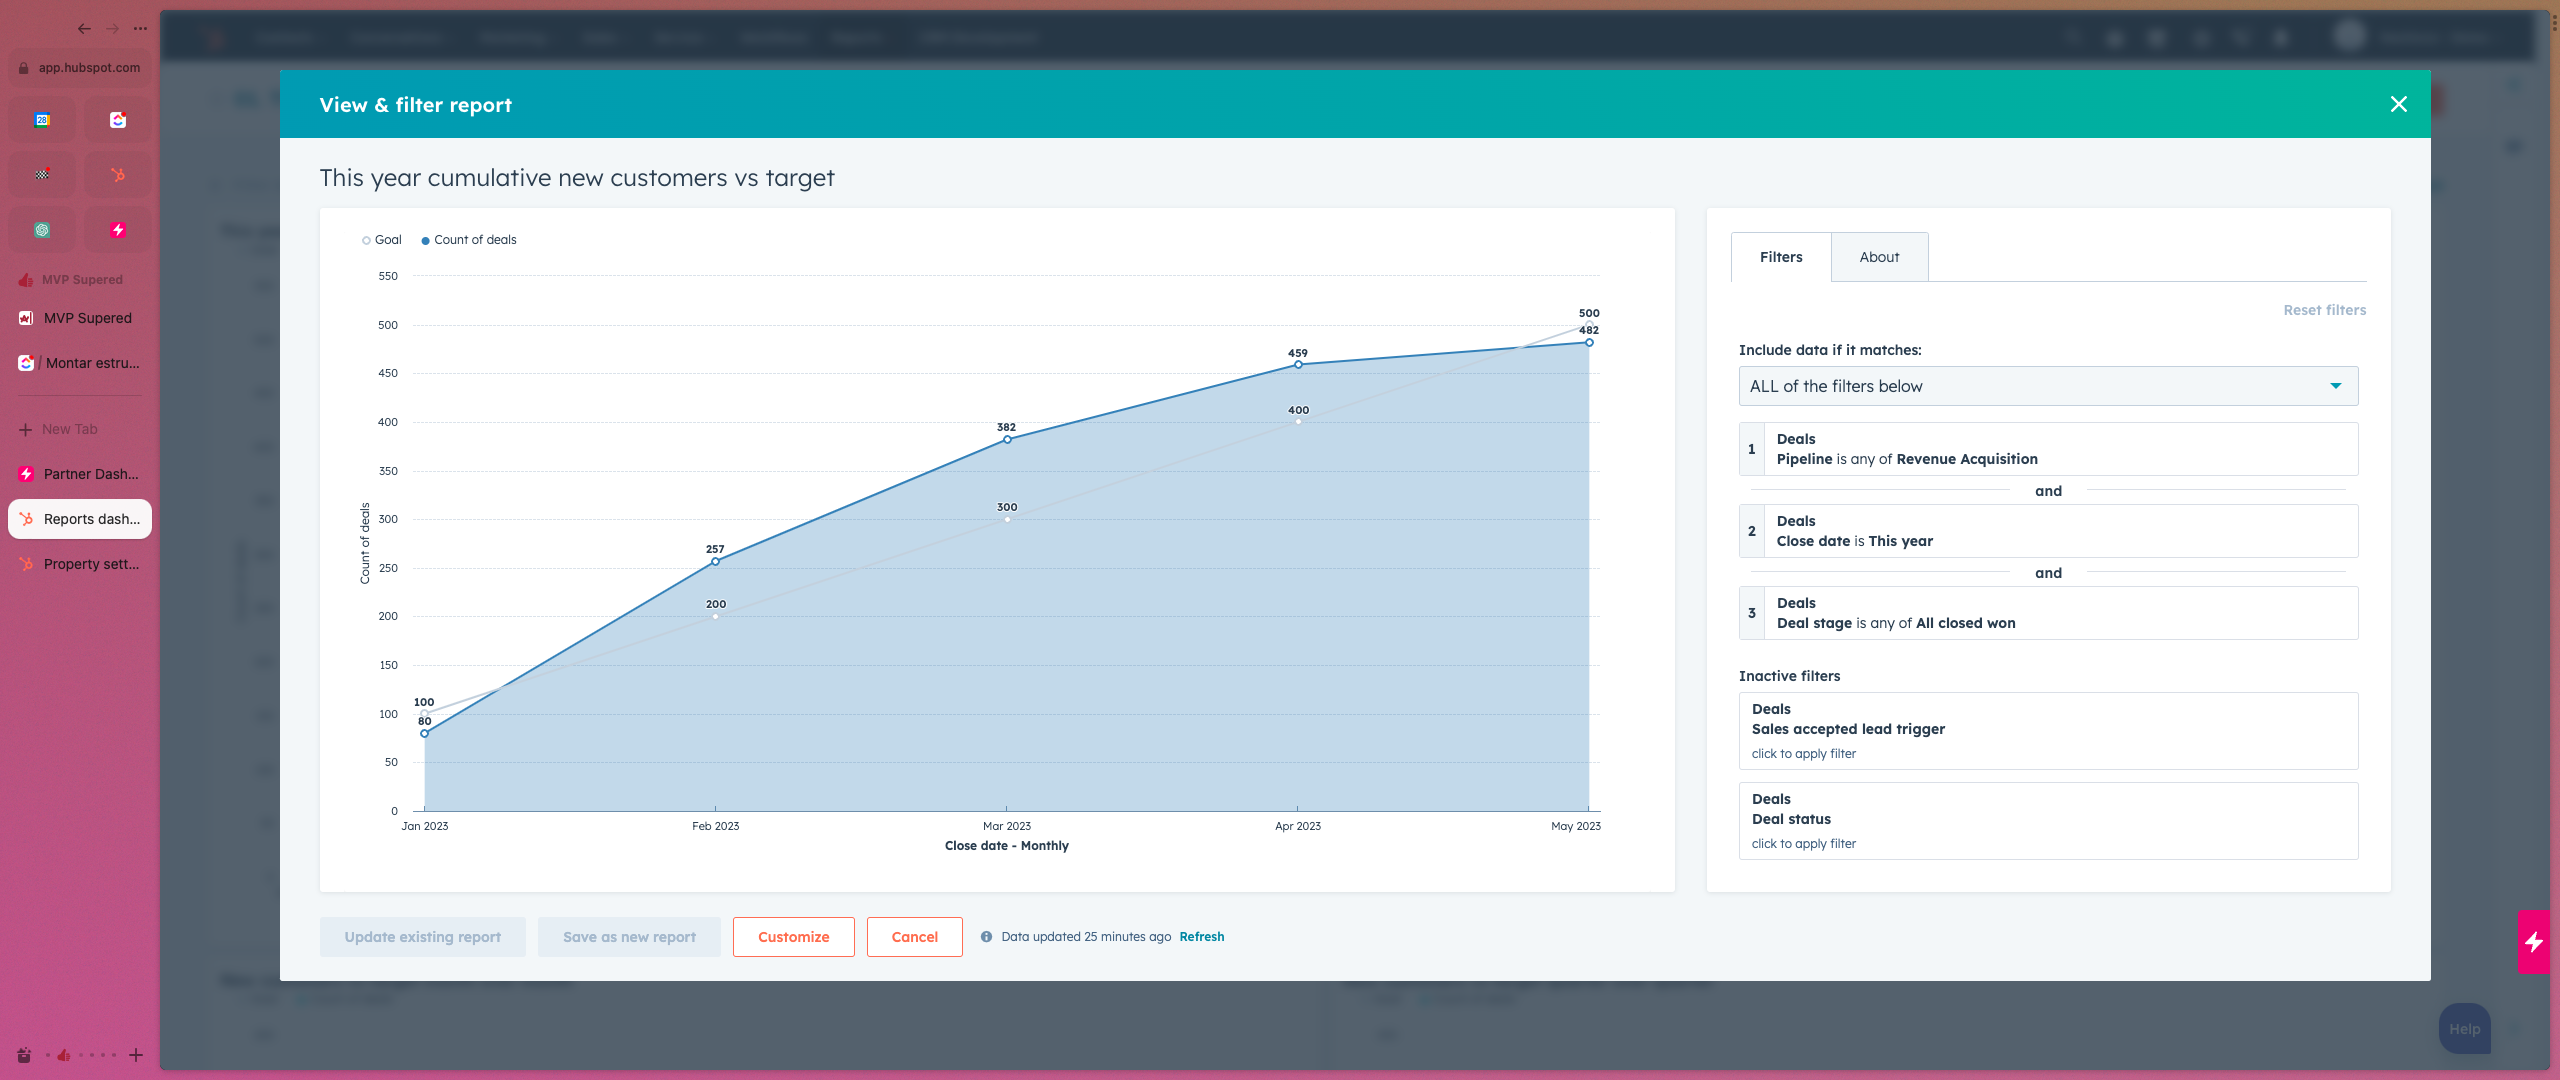 app.hubspot.com
28
MVP Supered
MVP Supered
/ Montar estru...
New Tab
Partner Dash...
Reports dash...
Property sett...
View & filter report
This year cumulative new customers vs target
Goal
Count of deals
550
500
450
400
350
300
250
200
150
100
50
0
Count of deals
100
80
257
200
382
300
459
400
500
482
Jan 2023
Feb 2023
Mar 2023
Apr 2023
May 2023
Close date - Monthly
Filters
About
Reset filters
Include data if it matches:
ALL of the filters below
1
Deals
Pipeline is any of Revenue Acquisition
and
2
Deals
Close date is This year
and
3
Deals
Deal stage is any of All closed won
Inactive filters
Deals
Sales accepted lead trigger
click to apply filter
Deals
Deal status
click to apply filter
Update existing report
Save as new report
Customize
Cancel
Data updated 25 minutes ago Refresh
Help